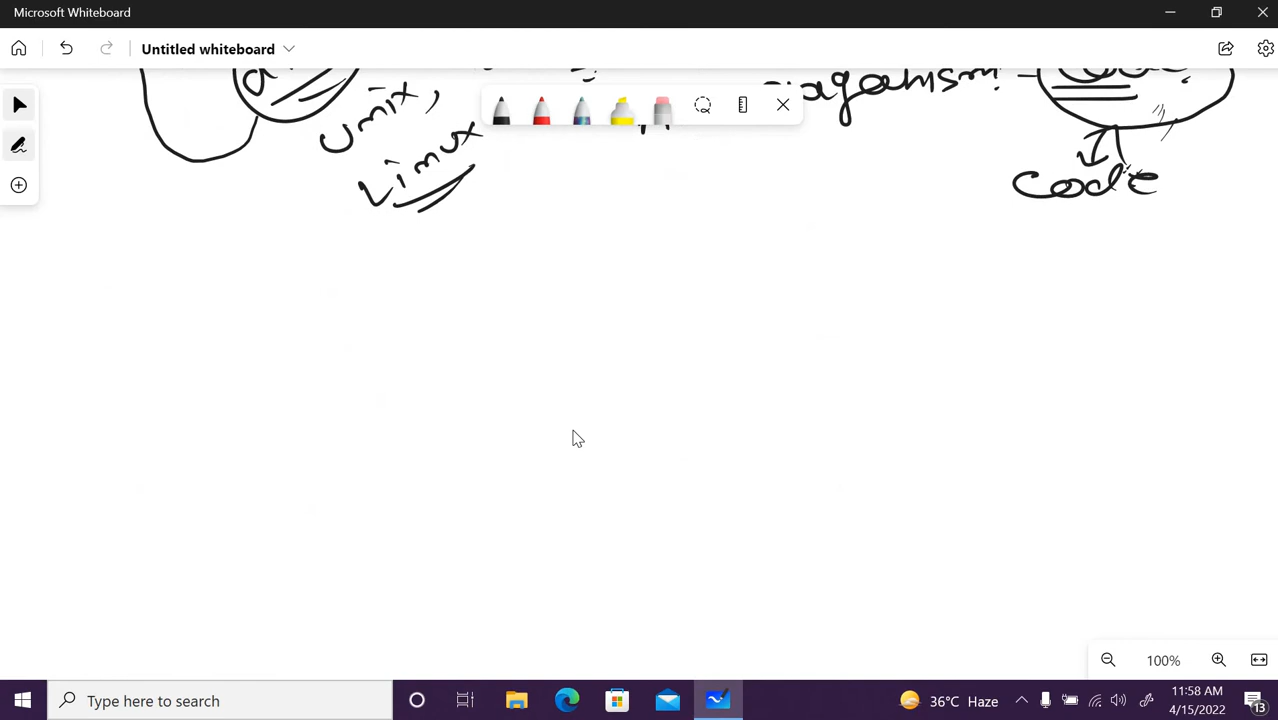 Microsoft Whiteboard
Untitled whiteboard
Unix,
Linux
code
100%
Type here to search
36°C Haze
11:58 AM
4/15/2022
13